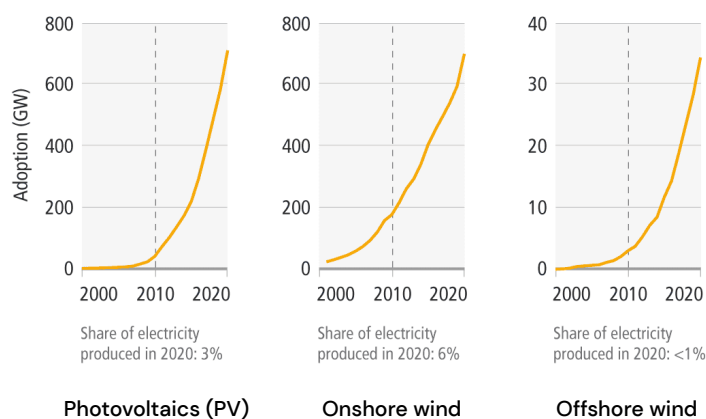 800
600
400
200
0
Adoption (GW)
2000 2010 2020
Share of electricity
produced in 2020: 3%
Photovoltaics (PV)
800
600
400
200
0
2000 2010 2020
Share of electricity
produced in 2020: 6%
Onshore wind
40
30
20
10
0
2000 2010 2020
Share of electricity
produced in 2020: <1%
Offshore wind